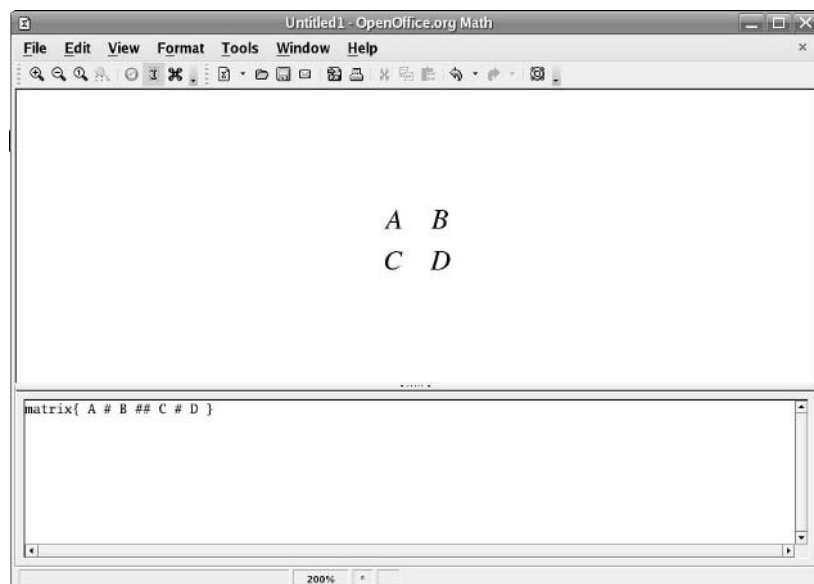 Untitled1 - OpenOffice.org Math
File Edit View Format Tools Window Help
A B
C D
matrix{ A # B ## C # D }
200% *